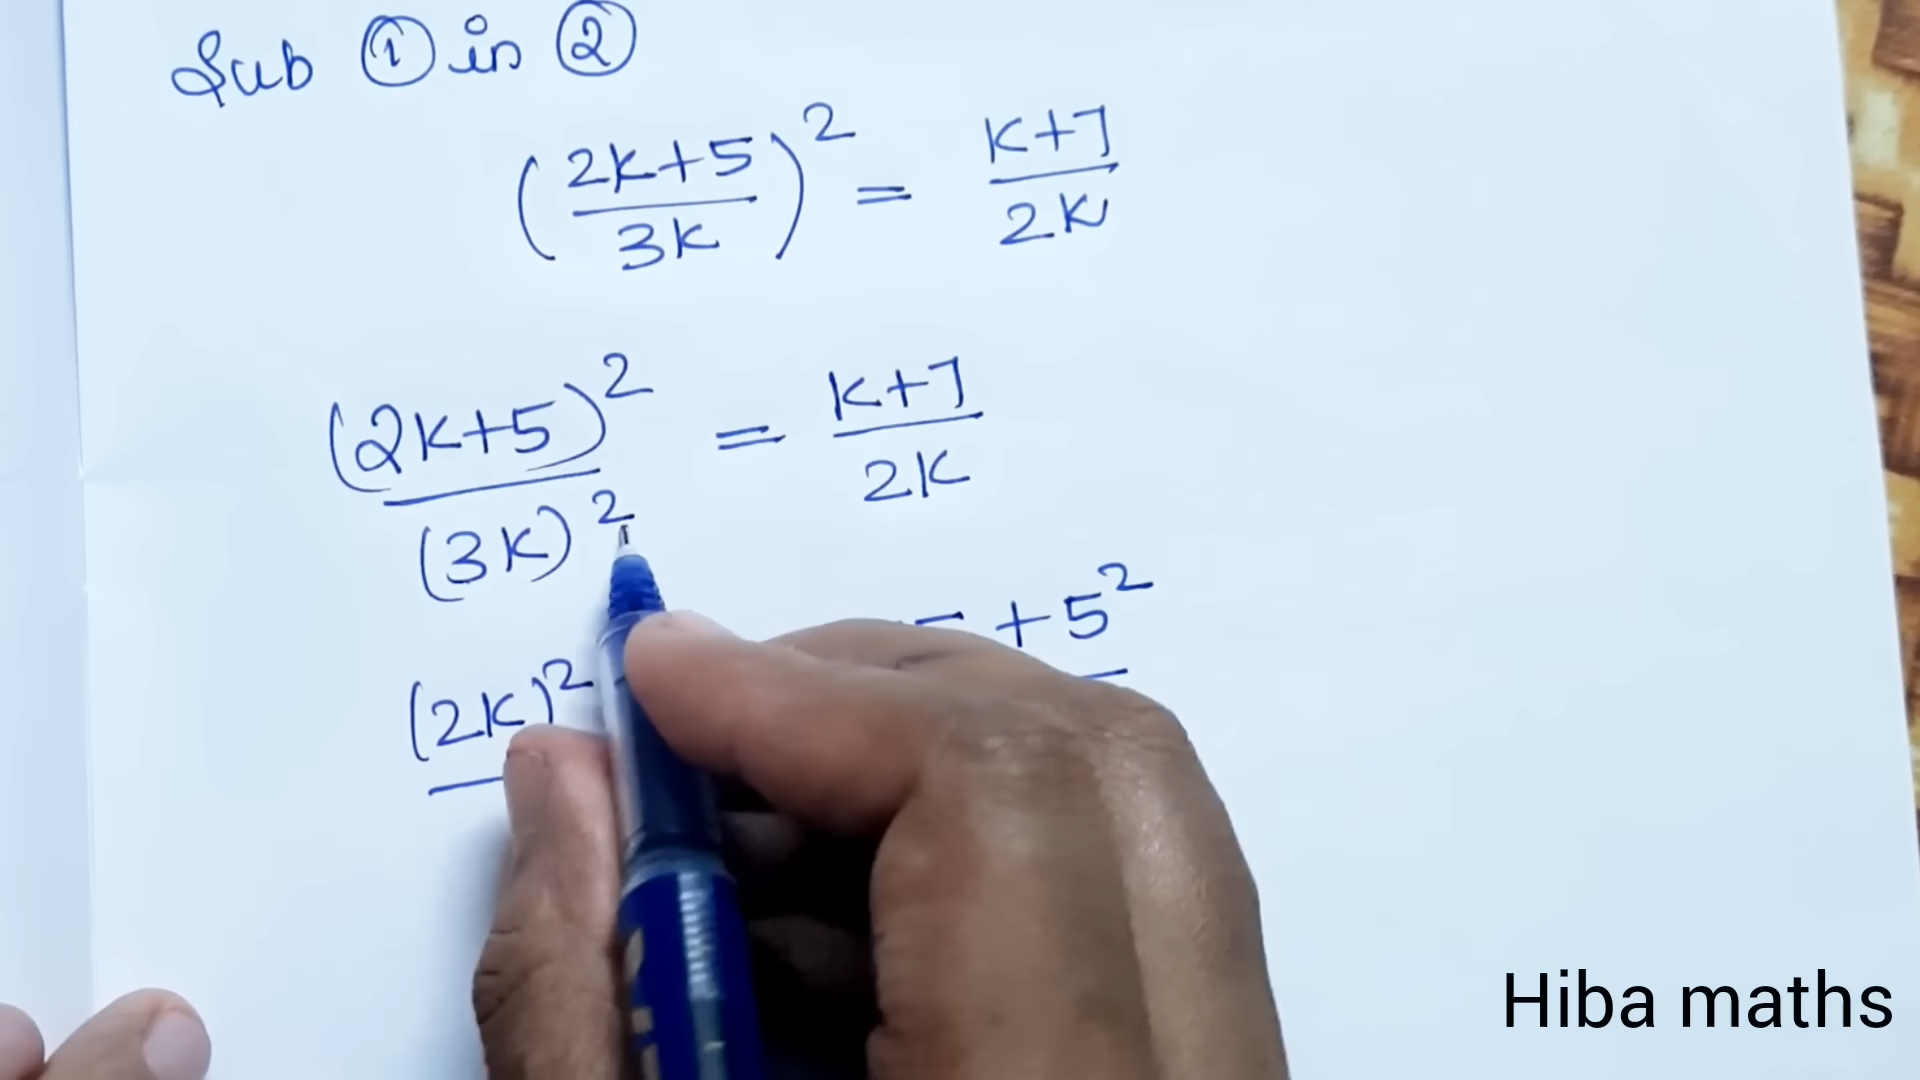 Sub ① in ②
(2k+5/3k)² = k+7/2k
(2k+5)²/(3k)² = k+7/2k
(2k)² + 5²
Hiba maths